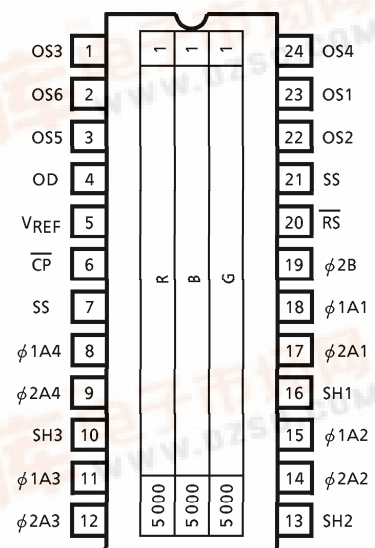 OS3 1 1 1 1 24 OS4
OS6 2 23 OS1
OS5 3 22 OS2
OD 4 21 SS
VREF 5 20 R̅S̅
C̅P̅ 6 19 ϕ2B
SS 7 R B G 18 ϕ1A1
ϕ1A4 8 17 ϕ2A1
ϕ2A4 9 16 SH1
SH3 10 15 ϕ1A2
ϕ1A3 11 14 ϕ2A2
ϕ2A3 12 5 000 5 000 5 000 13 SH2